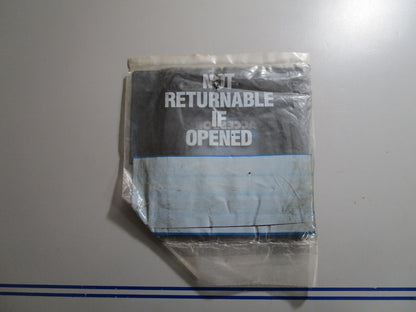 NOT
RETURNABLE
IF
OPENED